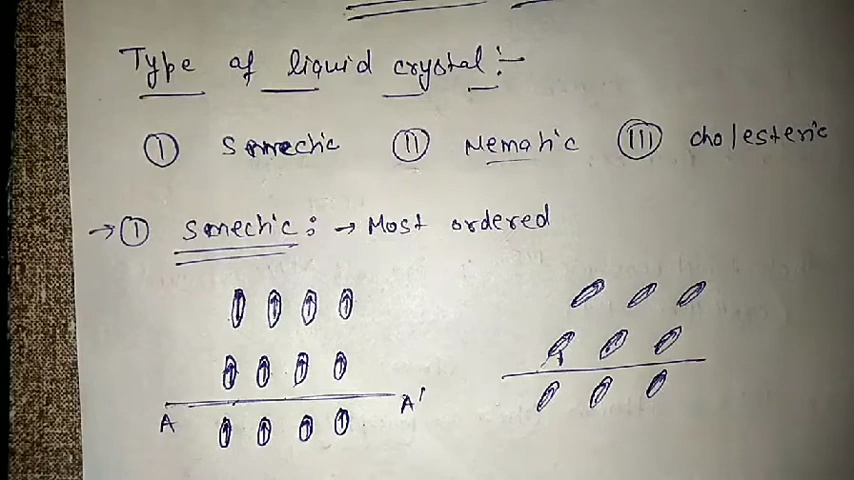 Type of liquid crystal :-
I Smectic II Nematic III cholesteric
→ I Smectic : → Most ordered
A A'